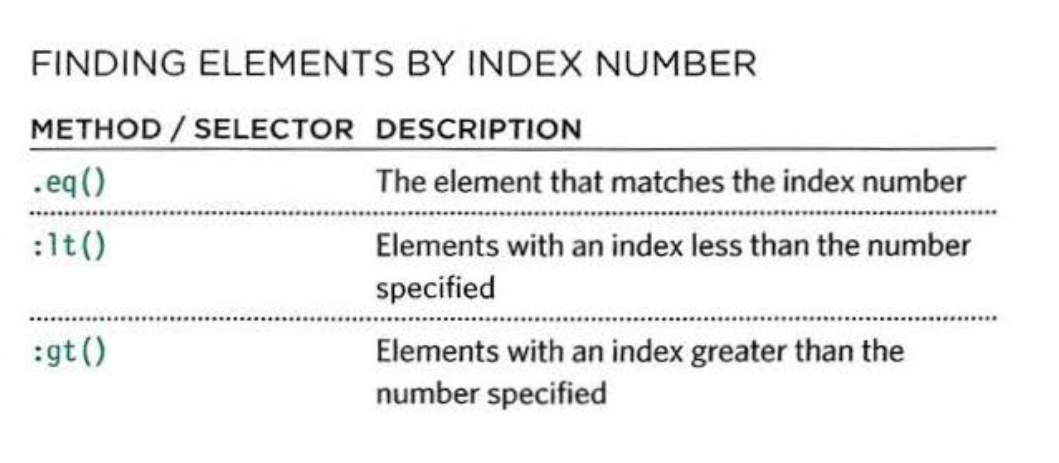 FINDING ELEMENTS BY INDEX NUMBER
METHOD / SELECTOR DESCRIPTION
.eq() The element that matches the index number
:lt() Elements with an index less than the number
specified
:gt() Elements with an index greater than the
number specified